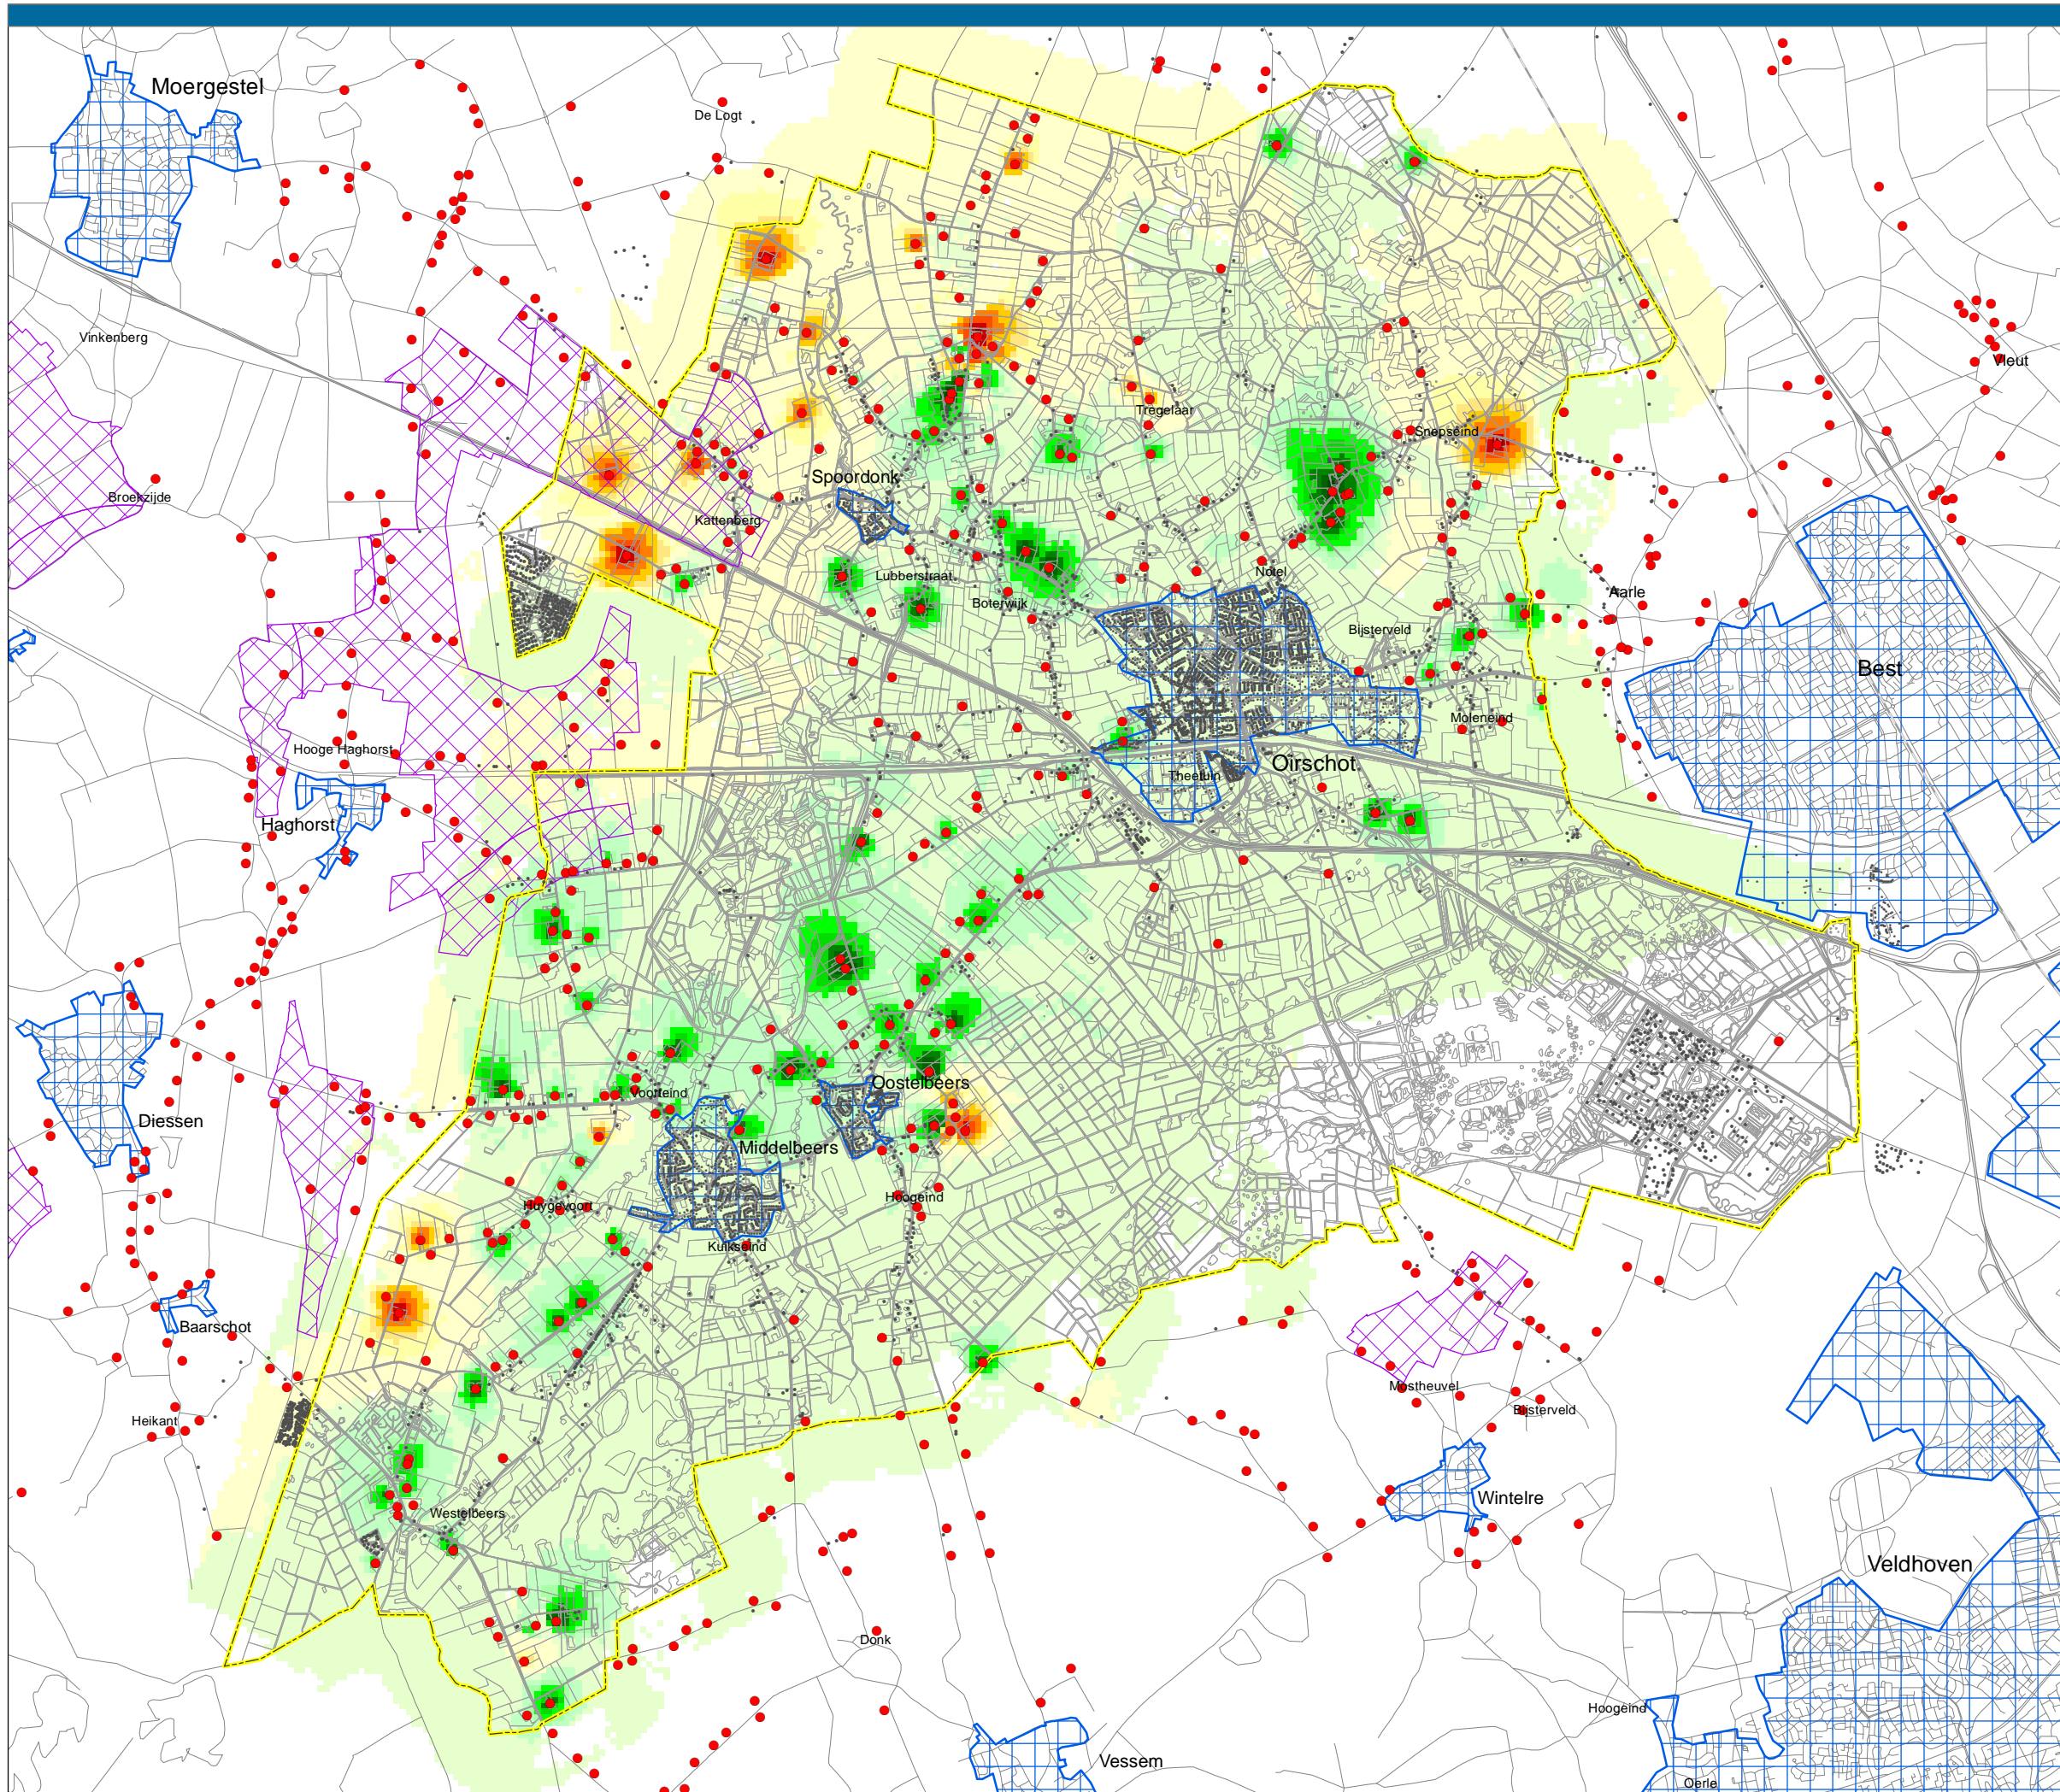 Moergestel
De Logt
Vinkenberg
Vleut
Tregelaar
Snepseind
Spoordonk
Broekzijde
Kattenberg
Notel
Lubberstraat
Aarle
Boterwijk
Bijsterveld
Best
Moleneind
Hooge Haghorst
Oirschot
Theetuin
Haghorst
Oostelbeers
Voorteind
Diessen
Middelbeers
Hoogeind
Huygevoort
Kuikseind
Baarschot
Mostheuvel
Bijsterveld
Heikant
Wintelre
Westelbeers
Veldhoven
Donk
Hoogeind
Vessem
Oerle